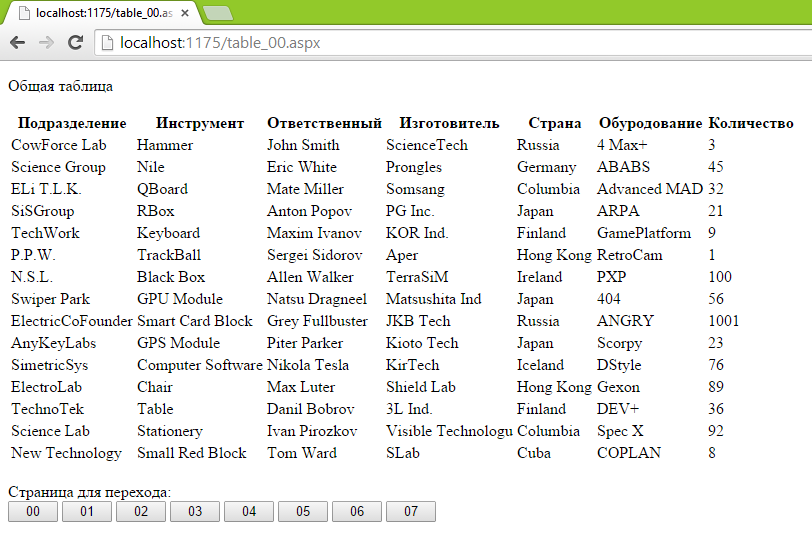 localhost:1175/table_00.as
localhost:1175/table_00.aspx
Общая таблица
Подразделение Инструмент Ответственный Изготовитель Страна Обуродование Количество
CowForce Lab Hammer John Smith ScienceTech Russia 4 Max+ 3
Science Group Nile Eric White Prongles Germany ABABS 45
ELi T.L.K. QBoard Mate Miller Somsang Columbia Advanced MAD 32
SiSGroup RBox Anton Popov PG Inc. Japan ARPA 21
TechWork Keyboard Maxim Ivanov KOR Ind. Finland GamePlatform 9
P.P.W. TrackBall Sergei Sidorov Aper Hong Kong RetroCam 1
N.S.L. Black Box Allen Walker TerraSiM Ireland PXP 100
Swiper Park GPU Module Natsu Dragneel Matsushita Ind Japan 404 56
ElectricCoFounder Smart Card Block Grey Fullbuster JKB Tech Russia ANGRY 1001
AnyKeyLabs GPS Module Piter Parker Kioto Tech Japan Scorpy 23
SimetricSys Computer Software Nikola Tesla KirTech Iceland DStyle 76
ElectroLab Chair Max Luter Shield Lab Hong Kong Gexon 89
TechnoTek Table Danil Bobrov 3L Ind. Finland DEV+ 36
Science Lab Stationery Ivan Pirozkov Visible Technologu Columbia Spec X 92
New Technology Small Red Block Tom Ward SLab Cuba COPLAN 8
Страница для перехода:
00 01 02 03 04 05 06 07